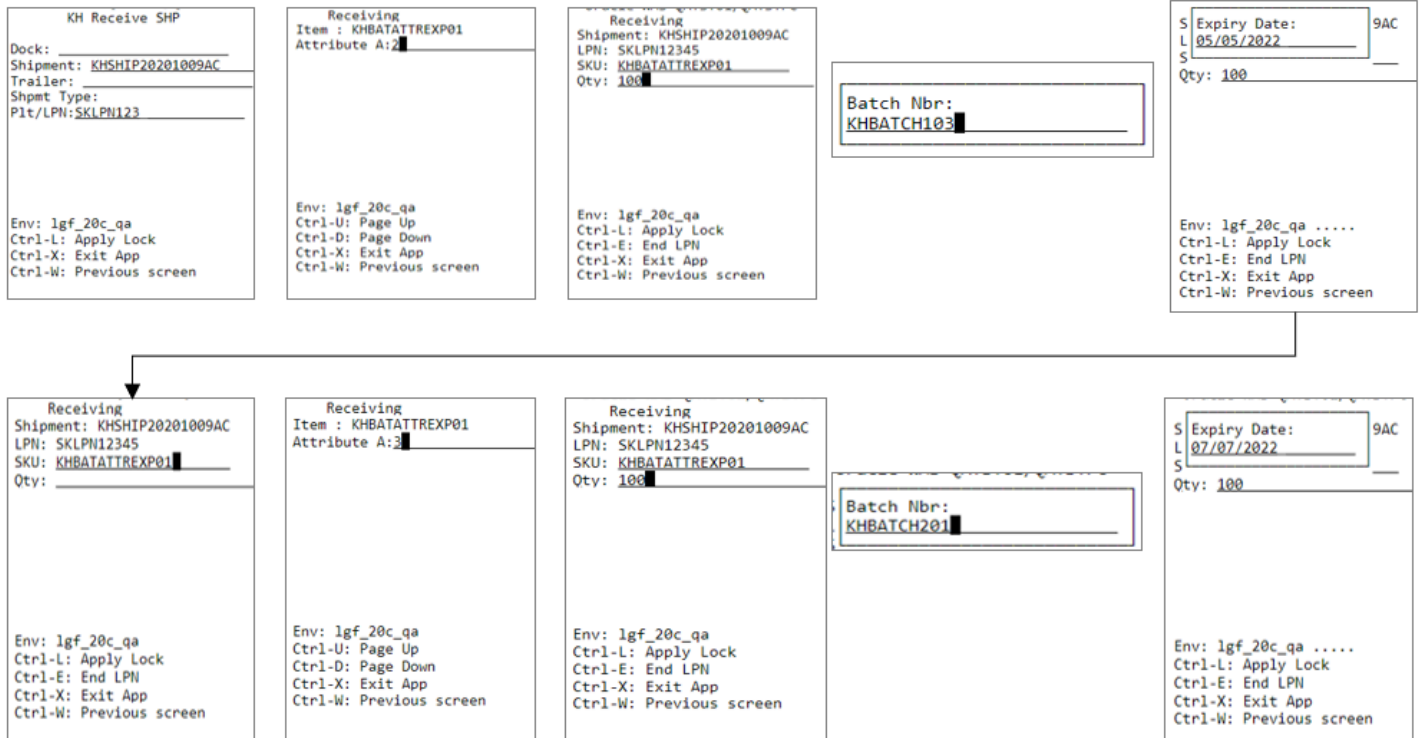 KH Receive SHP
Dock:
Shipment: KHSHIP20201009AC
Trailer:
Shpmt Type:
Plt/LPN:SKLPN123
Env: lgf_20c_qa
Ctrl-L: Apply Lock
Ctrl-X: Exit App
Ctrl-W: Previous screen
Receiving
Item : KHBATATTREXP01
Attribute A:2
Env: lgf_20c_qa
Ctrl-U: Page Up
Ctrl-D: Page Down
Ctrl-X: Exit App
Ctrl-W: Previous screen
Receiving
Shipment: KHSHIP20201009AC
LPN: SKLPN12345
SKU: KHBATATTREXP01
Qty: 100
Env: lgf_20c_qa
Ctrl-L: Apply Lock
Ctrl-E: End LPN
Ctrl-X: Exit App
Ctrl-W: Previous screen
Batch Nbr:
KHBATCH103
S Expiry Date: 9AC
L 05/05/2022
S
Qty: 100
Env: lgf_20c_qa .....
Ctrl-L: Apply Lock
Ctrl-E: End LPN
Ctrl-X: Exit App
Ctrl-W: Previous screen
Receiving
Shipment: KHSHIP20201009AC
LPN: SKLPN12345
SKU: KHBATATTREXP01
Qty:
Env: lgf_20c_qa
Ctrl-L: Apply Lock
Ctrl-E: End LPN
Ctrl-X: Exit App
Ctrl-W: Previous screen
Receiving
Item : KHBATATTREXP01
Attribute A:3
Env: lgf_20c_qa
Ctrl-U: Page Up
Ctrl-D: Page Down
Ctrl-X: Exit App
Ctrl-W: Previous screen
Receiving
Shipment: KHSHIP20201009AC
LPN: SKLPN12345
SKU: KHBATATTREXP01
Qty: 100
Env: lgf_20c_qa
Ctrl-L: Apply Lock
Ctrl-E: End LPN
Ctrl-X: Exit App
Ctrl-W: Previous screen
Batch Nbr:
KHBATCH201
S Expiry Date: 9AC
L 07/07/2022
S
Qty: 100
Env: lgf_20c_qa .....
Ctrl-L: Apply Lock
Ctrl-E: End LPN
Ctrl-X: Exit App
Ctrl-W: Previous screen